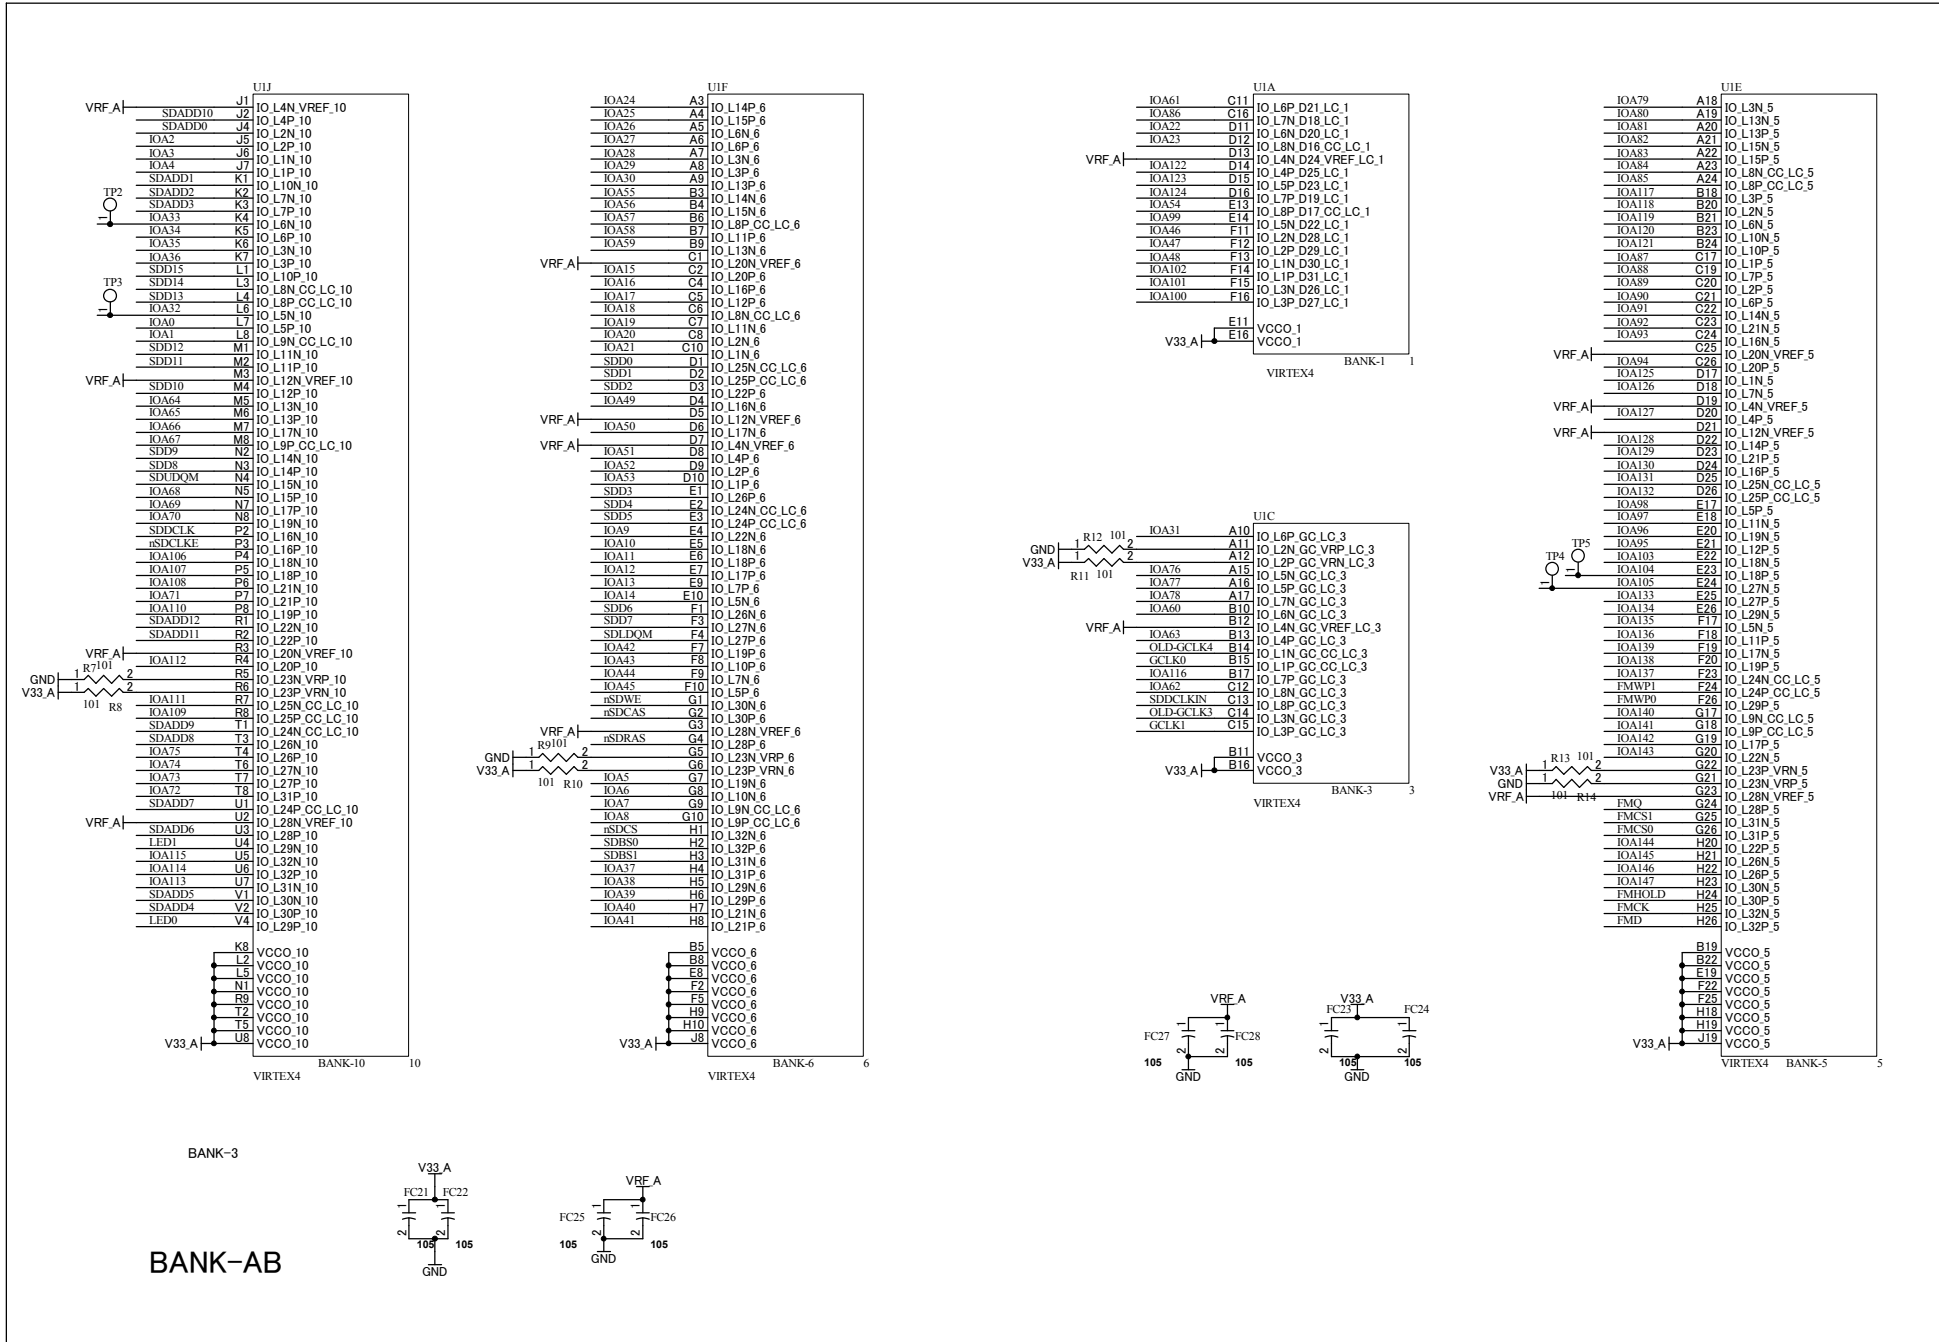 U1J
VRF_A J1 IO_L4N_VREF_10
SDADD10 J2 IO_L4P_10
SDADD0 J4 IO_L2N_10
IOA2 J5 IO_L2P_10
IOA3 J6 IO_L1N_10
IOA4 J7 IO_L1P_10
SDADD1 K1 IO_L10N_10
SDADD2 K2 IO_L7N_10
SDADD3 K3 IO_L7P_10
TP2 1 IOA33 K4 IO_L6N_10
IOA34 K5 IO_L6P_10
IOA35 K6 IO_L3N_10
IOA36 K7 IO_L3P_10
SDD15 L1 IO_L10P_10
SDD14 L3 IO_L8N_CC_LC_10
SDD13 L4 IO_L8P_CC_LC_10
TP3 1 IOA32 L6 IO_L5N_10
IOA0 L7 IO_L5P_10
IOA1 L8 IO_L9N_CC_LC_10
SDD12 M1 IO_L11N_10
SDD11 M2 IO_L11P_10
VRF_A M3 IO_L12N_VREF_10
SDD10 M4 IO_L12P_10
IOA64 M5 IO_L13N_10
IOA65 M6 IO_L13P_10
IOA66 M7 IO_L17N_10
IOA67 M8 IO_L9P_CC_LC_10
SDD9 N2 IO_L14N_10
SDD8 N3 IO_L14P_10
SDUDQM N4 IO_L15N_10
IOA68 N5 IO_L15P_10
IOA69 N7 IO_L17P_10
IOA70 N8 IO_L19N_10
SDDCLK P2 IO_L16N_10
nSDCLKE P3 IO_L16P_10
IOA106 P4 IO_L18N_10
IOA107 P5 IO_L18P_10
IOA108 P6 IO_L21N_10
IOA71 P7 IO_L21P_10
IOA110 P8 IO_L19P_10
SDADD12 R1 IO_L22N_10
SDADD11 R2 IO_L22P_10
VRF_A R3 IO_L20N_VREF_10
IOA112 R4 IO_L20P_10
GND 1 R7 101 2 R5 IO_L23N_VRP_10
V33_A 1 101 R8 2 R6 IO_L23P_VRN_10
IOA111 R7 IO_L25N_CC_LC_10
IOA109 R8 IO_L25P_CC_LC_10
SDADD9 T1 IO_L24N_CC_LC_10
SDADD8 T3 IO_L26N_10
IOA75 T4 IO_L26P_10
IOA74 T6 IO_L27N_10
IOA73 T7 IO_L27P_10
IOA72 T8 IO_L31P_10
SDADD7 U1 IO_L24P_CC_LC_10
VRF_A U2 IO_L28N_VREF_10
SDADD6 U3 IO_L28P_10
LED1 U4 IO_L29N_10
IOA115 U5 IO_L32N_10
IOA114 U6 IO_L32P_10
IOA113 U7 IO_L31N_10
SDADD5 V1 IO_L30N_10
SDADD4 V2 IO_L30P_10
LED0 V4 IO_L29P_10
K8 VCCO_10
L2 VCCO_10
L5 VCCO_10
N1 VCCO_10
R9 VCCO_10
T2 VCCO_10
T5 VCCO_10
V33_A U8 VCCO_10
BANK-10 10
VIRTEX4
U1F
IOA24 A3 IO_L14P_6
IOA25 A4 IO_L15P_6
IOA26 A5 IO_L6N_6
IOA27 A6 IO_L6P_6
IOA28 A7 IO_L3N_6
IOA29 A8 IO_L3P_6
IOA30 A9 IO_L13P_6
IOA55 B3 IO_L14N_6
IOA56 B4 IO_L15N_6
IOA57 B6 IO_L8P_CC_LC_6
IOA58 B7 IO_L11P_6
IOA59 B9 IO_L13N_6
VRF_A C1 IO_L20N_VREF_6
IOA15 C2 IO_L20P_6
IOA16 C4 IO_L16P_6
IOA17 C5 IO_L12P_6
IOA18 C6 IO_L8N_CC_LC_6
IOA19 C7 IO_L11N_6
IOA20 C8 IO_L2N_6
IOA21 C10 IO_L1N_6
SDD0 D1 IO_L25N_CC_LC_6
SDD1 D2 IO_L25P_CC_LC_6
SDD2 D3 IO_L22P_6
IOA49 D4 IO_L16N_6
VRF_A D5 IO_L12N_VREF_6
IOA50 D6 IO_L17N_6
VRF_A D7 IO_L4N_VREF_6
IOA51 D8 IO_L4P_6
IOA52 D9 IO_L2P_6
IOA53 D10 IO_L1P_6
SDD3 E1 IO_L26P_6
SDD4 E2 IO_L24N_CC_LC_6
SDD5 E3 IO_L24P_CC_LC_6
IOA9 E4 IO_L22N_6
IOA10 E5 IO_L18N_6
IOA11 E6 IO_L18P_6
IOA12 E7 IO_L17P_6
IOA13 E9 IO_L7P_6
IOA14 E10 IO_L5N_6
SDD6 F1 IO_L26N_6
SDD7 F3 IO_L27N_6
SDLDQM F4 IO_L27P_6
IOA42 F7 IO_L19P_6
IOA43 F8 IO_L10P_6
IOA44 F9 IO_L7N_6
IOA45 F10 IO_L5P_6
nSDWE G1 IO_L30N_6
nSDCAS G2 IO_L30P_6
VRF_A G3 IO_L28N_VREF_6
nSDRAS G4 IO_L28P_6
GND 1 R9 101 2 G5 IO_L23N_VRP_6
V33_A 1 101 R10 2 G6 IO_L23P_VRN_6
IOA5 G7 IO_L19N_6
IOA6 G8 IO_L10N_6
IOA7 G9 IO_L9N_CC_LC_6
IOA8 G10 IO_L9P_CC_LC_6
nSDCS H1 IO_L32N_6
SDBS0 H2 IO_L32P_6
SDBS1 H3 IO_L31N_6
IOA37 H4 IO_L31P_6
IOA38 H5 IO_L29N_6
IOA39 H6 IO_L29P_6
IOA40 H7 IO_L21N_6
IOA41 H8 IO_L21P_6
B5 VCCO_6
B8 VCCO_6
E8 VCCO_6
F2 VCCO_6
F5 VCCO_6
H9 VCCO_6
H10 VCCO_6
V33_A J8 VCCO_6
BANK-6 6
VIRTEX4
U1A
IOA61 C11 IO_L6P_D21_LC_1
IOA86 C16 IO_L7N_D18_LC_1
IOA22 D11 IO_L6N_D20_LC_1
IOA23 D12 IO_L8N_D16_CC_LC_1
VRF_A D13 IO_L4N_D24_VREF_LC_1
IOA122 D14 IO_L4P_D25_LC_1
IOA123 D15 IO_L5P_D23_LC_1
IOA124 D16 IO_L7P_D19_LC_1
IOA54 E13 IO_L8P_D17_CC_LC_1
IOA99 E14 IO_L5N_D22_LC_1
IOA46 F11 IO_L2N_D28_LC_1
IOA47 F12 IO_L2P_D29_LC_1
IOA48 F13 IO_L1N_D30_LC_1
IOA102 F14 IO_L1P_D31_LC_1
IOA101 F15 IO_L3N_D26_LC_1
IOA100 F16 IO_L3P_D27_LC_1
E11 VCCO_1
V33_A E16 VCCO_1
BANK-1 1
VIRTEX4
U1C
IOA31 A10 IO_L6P_GC_LC_3
GND 1 R12 101 2 A11 IO_L2N_GC_VRP_LC_3
V33_A 1 R11 101 2 A12 IO_L2P_GC_VRN_LC_3
IOA76 A15 IO_L5N_GC_LC_3
IOA77 A16 IO_L5P_GC_LC_3
IOA78 A17 IO_L7N_GC_LC_3
IOA60 B10 IO_L6N_GC_LC_3
VRF_A B12 IO_L4N_GC_VREF_LC_3
IOA63 B13 IO_L4P_GC_LC_3
OLD-GCLK4 B14 IO_L1N_GC_CC_LC_3
GCLK0 B15 IO_L1P_GC_CC_LC_3
IOA116 B17 IO_L7P_GC_LC_3
IOA62 C12 IO_L8N_GC_LC_3
SDDCLKIN C13 IO_L8P_GC_LC_3
OLD-GCLK3 C14 IO_L3N_GC_LC_3
GCLK1 C15 IO_L3P_GC_LC_3
B11 VCCO_3
V33_A B16 VCCO_3
BANK-3 3
VIRTEX4
U1E
IOA79 A18 IO_L3N_5
IOA80 A19 IO_L13N_5
IOA81 A20 IO_L13P_5
IOA82 A21 IO_L15N_5
IOA83 A22 IO_L15P_5
IOA84 A23 IO_L8N_CC_LC_5
IOA85 A24 IO_L8P_CC_LC_5
IOA117 B18 IO_L3P_5
IOA118 B20 IO_L2N_5
IOA119 B21 IO_L6N_5
IOA120 B23 IO_L10N_5
IOA121 B24 IO_L10P_5
IOA87 C17 IO_L1P_5
IOA88 C19 IO_L7P_5
IOA89 C20 IO_L2P_5
IOA90 C21 IO_L6P_5
IOA91 C22 IO_L14N_5
IOA92 C23 IO_L21N_5
IOA93 C24 IO_L16N_5
VRF_A C25 IO_L20N_VREF_5
IOA94 C26 IO_L20P_5
IOA125 D17 IO_L1N_5
IOA126 D18 IO_L7N_5
VRF_A D19 IO_L4N_VREF_5
IOA127 D20 IO_L4P_5
VRF_A D21 IO_L12N_VREF_5
IOA128 D22 IO_L14P_5
IOA129 D23 IO_L21P_5
IOA130 D24 IO_L16P_5
IOA131 D25 IO_L25N_CC_LC_5
IOA132 D26 IO_L25P_CC_LC_5
IOA98 E17 IO_L5P_5
IOA97 E18 IO_L11N_5
IOA96 E20 IO_L19N_5
IOA95 E21 IO_L12P_5
IOA103 E22 IO_L18N_5
TP5 1 IOA104 E23 IO_L18P_5
TP4 1 IOA105 E24 IO_L27N_5
IOA133 E25 IO_L27P_5
IOA134 E26 IO_L29N_5
IOA135 F17 IO_L5N_5
IOA136 F18 IO_L11P_5
IOA139 F19 IO_L17N_5
IOA138 F20 IO_L19P_5
IOA137 F23 IO_L24N_CC_LC_5
FMWP1 F24 IO_L24P_CC_LC_5
FMWP0 F26 IO_L29P_5
IOA140 G17 IO_L9N_CC_LC_5
IOA141 G18 IO_L9P_CC_LC_5
IOA142 G19 IO_L17P_5
IOA143 G20 IO_L22N_5
V33_A 1 R13 101 2 G22 IO_L23P_VRN_5
GND 1 101 R14 2 G21 IO_L23N_VRP_5
VRF_A G23 IO_L28N_VREF_5
FMQ G24 IO_L28P_5
FMCS1 G25 IO_L31N_5
FMCS0 G26 IO_L31P_5
IOA144 H20 IO_L22P_5
IOA145 H21 IO_L26N_5
IOA146 H22 IO_L26P_5
IOA147 H23 IO_L30N_5
FMHOLD H24 IO_L30P_5
FMCK H25 IO_L32N_5
FMD H26 IO_L32P_5
B19 VCCO_5
B22 VCCO_5
E19 VCCO_5
F22 VCCO_5
F25 VCCO_5
H18 VCCO_5
H19 VCCO_5
V33_A J19 VCCO_5
VIRTEX4 BANK-5 5
VRF_A
1 1
FC27 FC28
2 2
105 105
GND
V33_A
FC23 FC24
1 1
2 2
105 105
GND
BANK-3
V33_A
FC21 FC22
1 1
2 2
105 105
GND
VRF_A
1 1
FC25 FC26
2 2
105 105
GND
BANK-AB